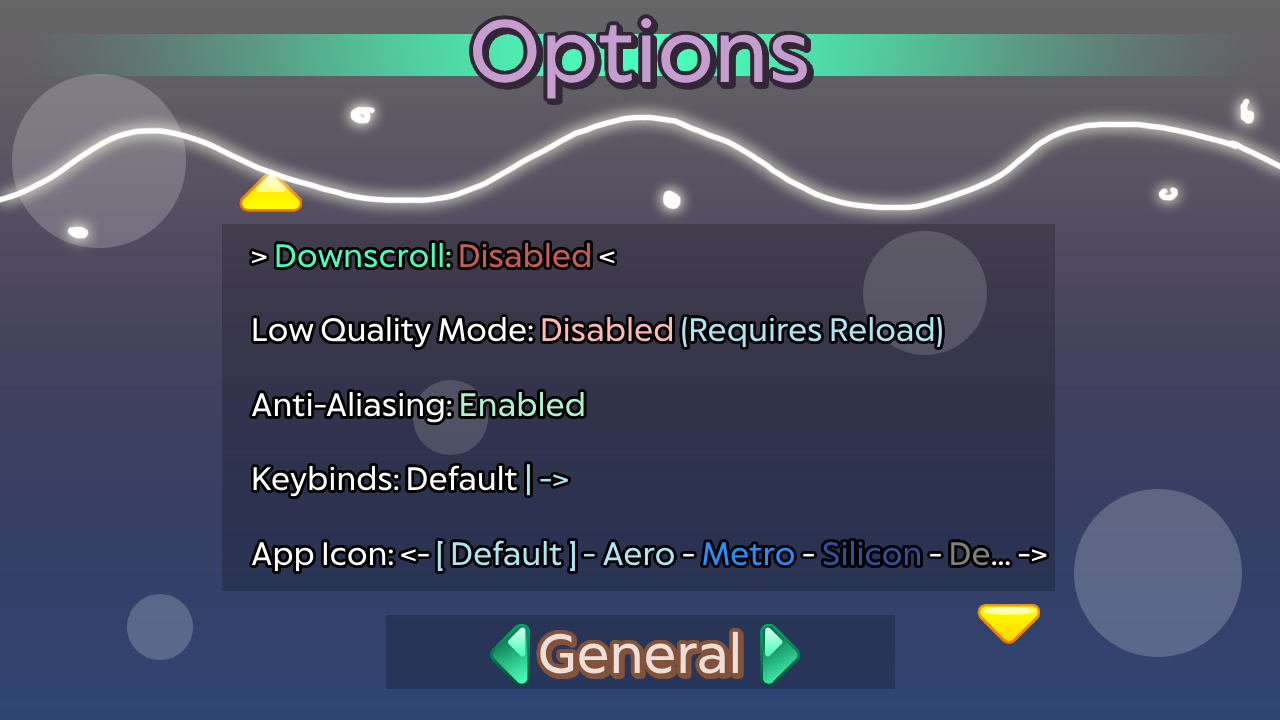 Options
> Downscroll: Disabled <
Low Quality Mode: Disabled (Requires Reload)
Anti-Aliasing: Enabled
Keybinds: Default | ->
App Icon: <- [ Default ] - Aero - Metro - Silicon - De... ->
General